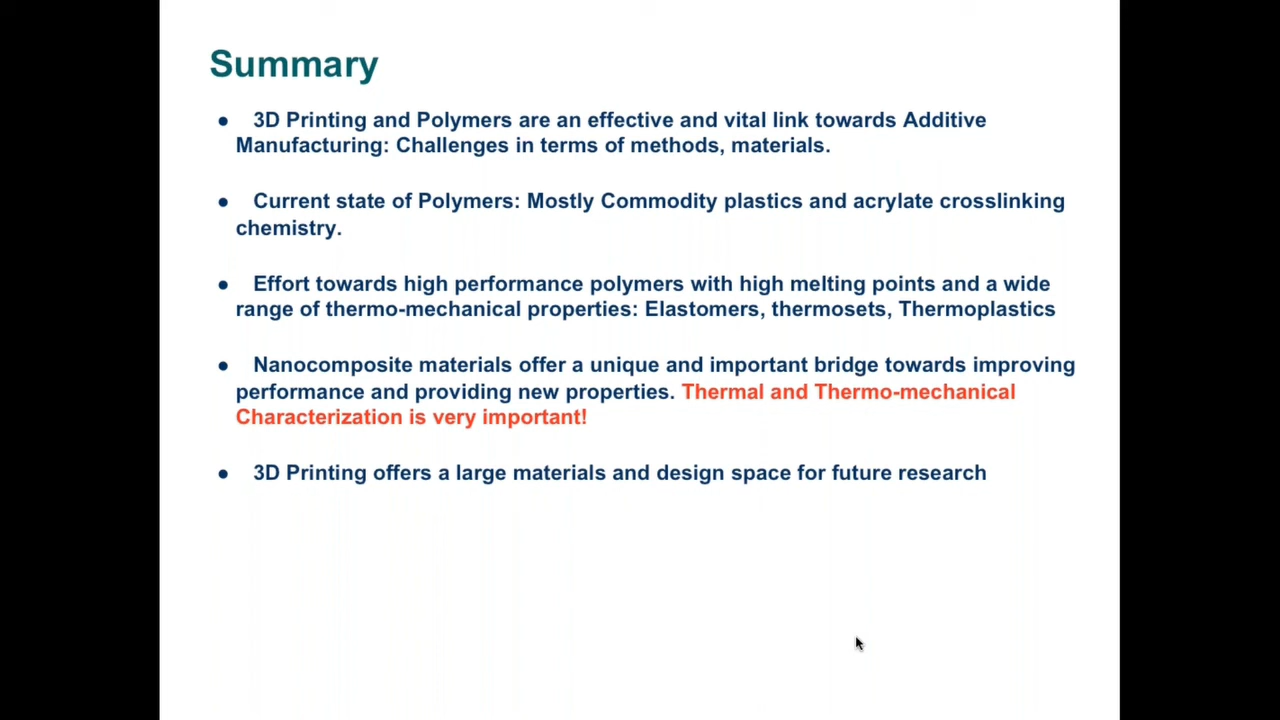 Summary
● 3D Printing and Polymers are an effective and vital link towards Additive
Manufacturing: Challenges in terms of methods, materials.
● Current state of Polymers: Mostly Commodity plastics and acrylate crosslinking
chemistry.
● Effort towards high performance polymers with high melting points and a wide
range of thermo-mechanical properties: Elastomers, thermosets, Thermoplastics
● Nanocomposite materials offer a unique and important bridge towards improving
performance and providing new properties. Thermal and Thermo-mechanical
Characterization is very important!
● 3D Printing offers a large materials and design space for future research